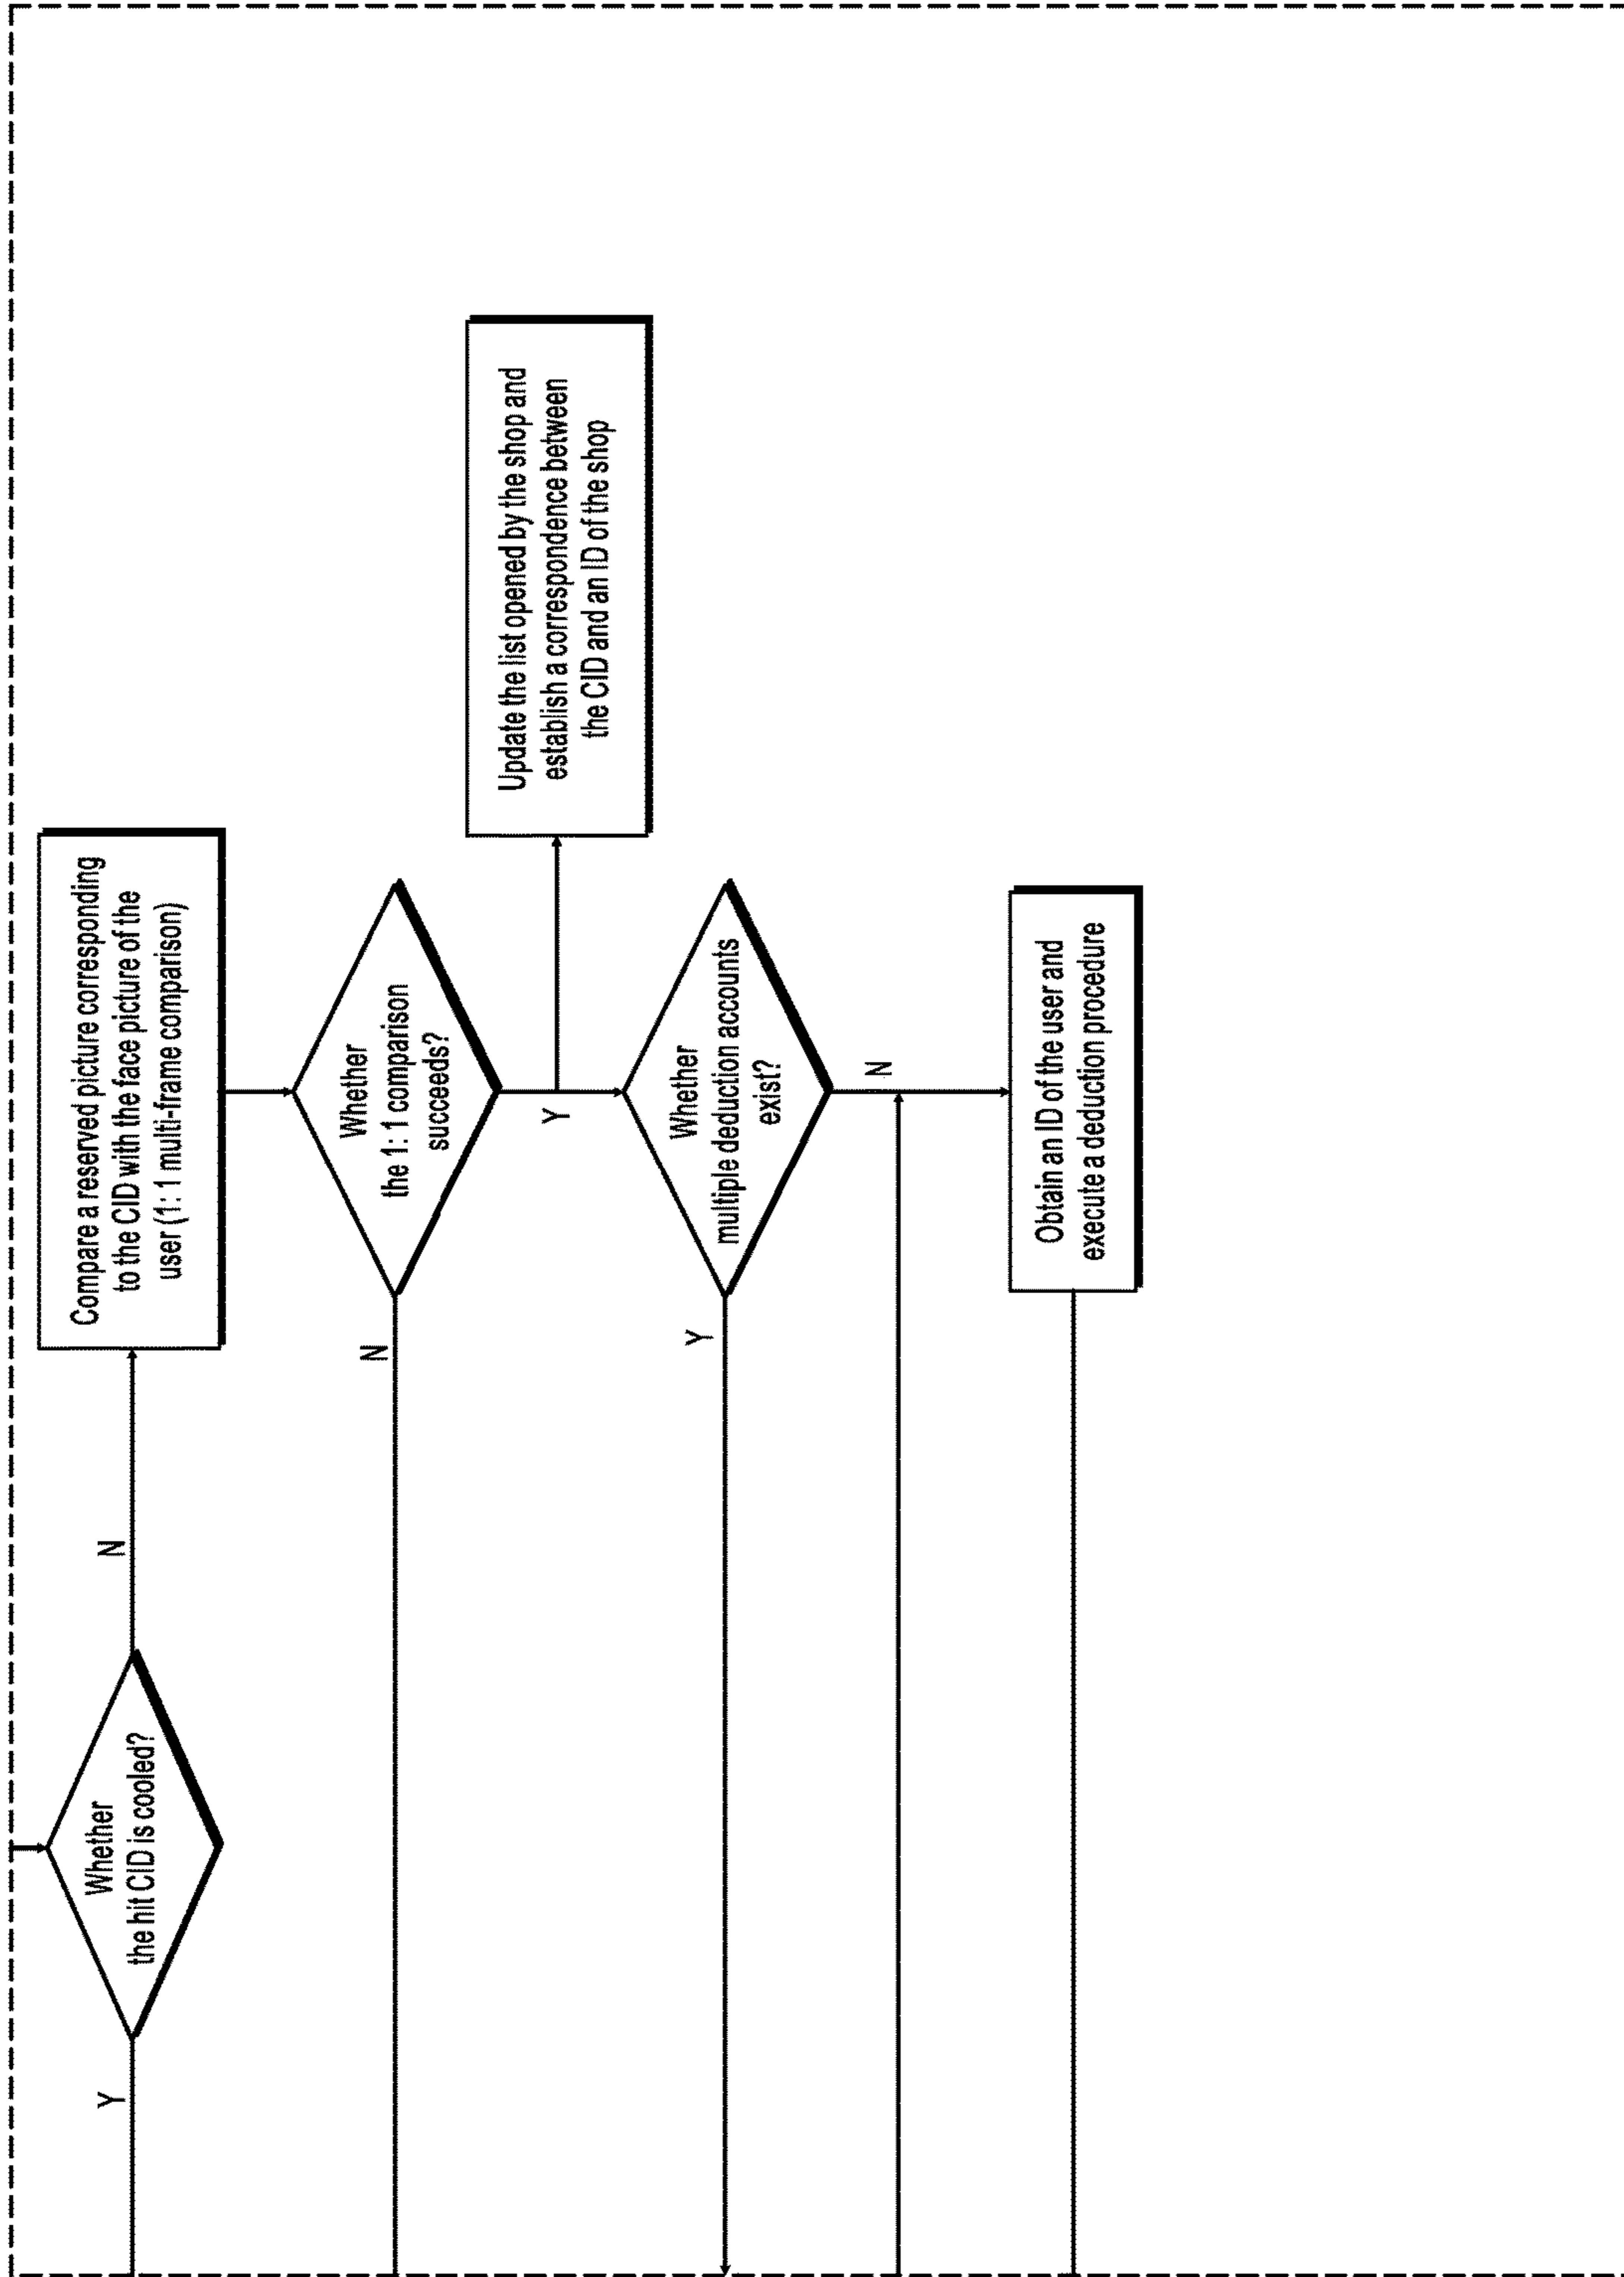 Whether
the hit CID is cooled?
Y
N
Compare a reserved picture corresponding
to the CID with the face picture of the
user (1: 1 multi-frame comparison)
Whether
the 1: 1 comparison
succeeds?
N
Y
Update the list opened by the shop and
establish a correspondence between
the CID and an ID of the shop
Whether
multiple deduction accounts
exist?
Y
N
Obtain an ID of the user and
execute a deduction procedure